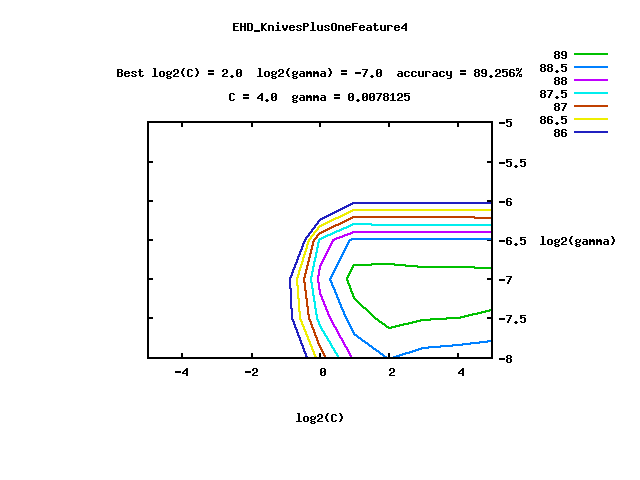 EHD_KnivesPlusOneFeature4
Best log2(C) = 2.0  log2(gamma) = -7.0  accuracy = 89.256%
C = 4.0  gamma = 0.0078125
89
88.5
88
87.5
87
86.5
86
-5
-5.5
-6
-6.5
log2(gamma)
-7
-7.5
-8
-4 -2 0 2 4
log2(C)